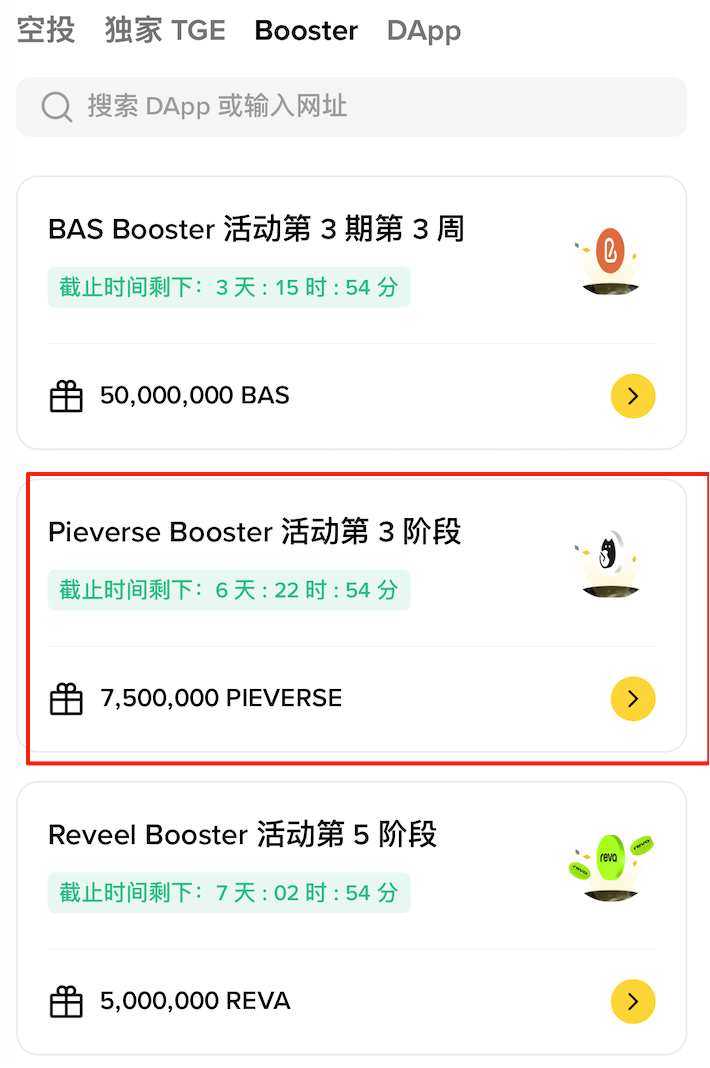 空投 独家 TGE Booster DApp
搜索 DApp 或输入网址
BAS Booster 活动第 3 期第 3 周
截止时间剩下：3 天 : 15 时 : 54 分
50,000,000 BAS
Pieverse Booster 活动第 3 阶段
截止时间剩下：6 天 : 22 时 : 54 分
7,500,000 PIEVERSE
Reveel Booster 活动第 5 阶段
reva
reva
reva
截止时间剩下：7 天 : 02 时 : 54 分
5,000,000 REVA